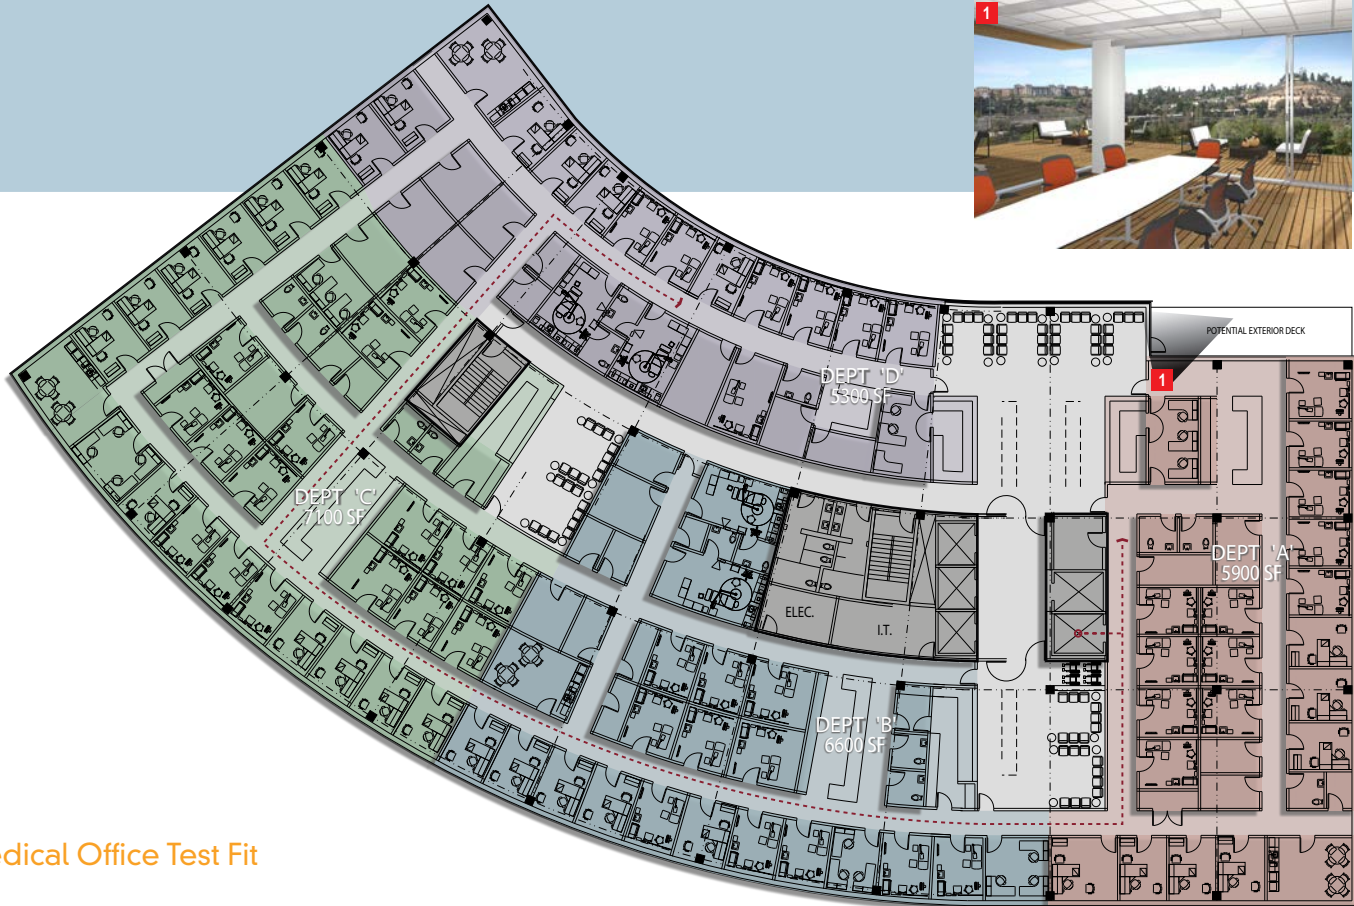 1
POTENTIAL EXTERIOR DECK
1
DEPT 'D'
5300 SF
DEPT 'C'
7100 SF
DEPT 'A'
5900 SF
ELEC.
I.T.
DEPT 'B'
6600 SF
edical Office Test Fit